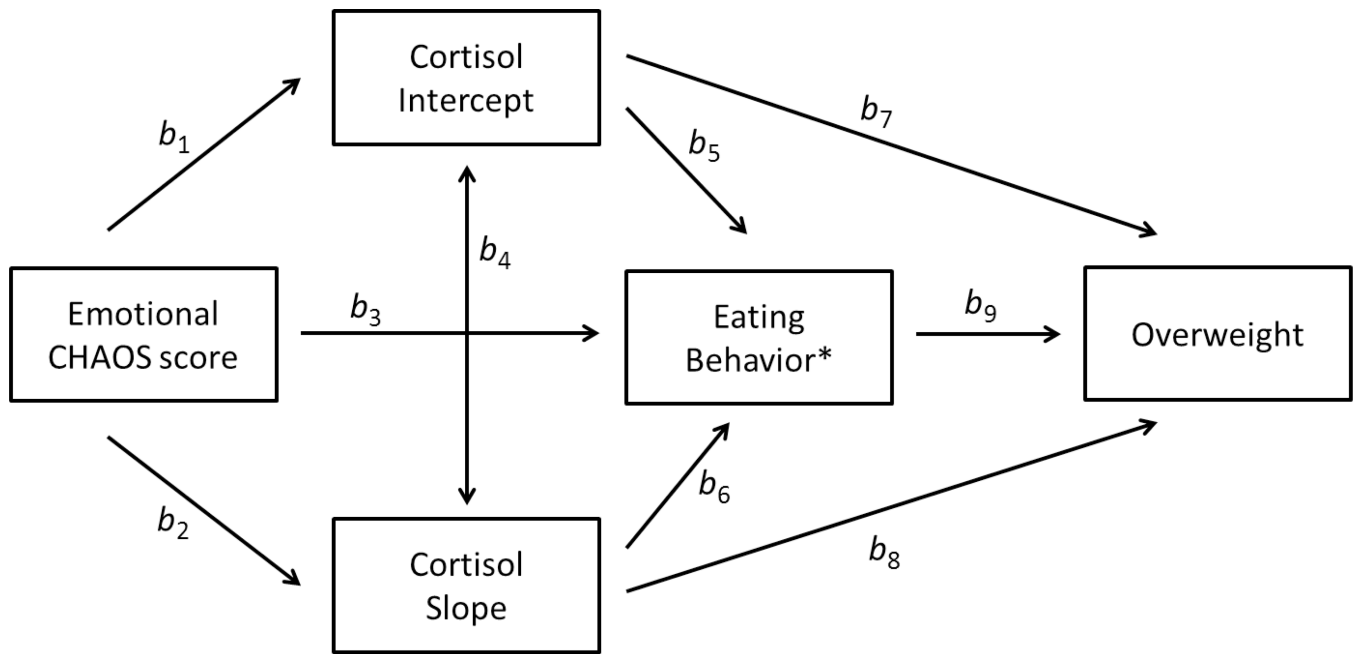 Cortisol
Intercept
b₁
b₇
b₅
b₄
Emotional
CHAOS score
b₃
Eating
Behavior*
b₉
Overweight
b₂
b₆
b₈
Cortisol
Slope